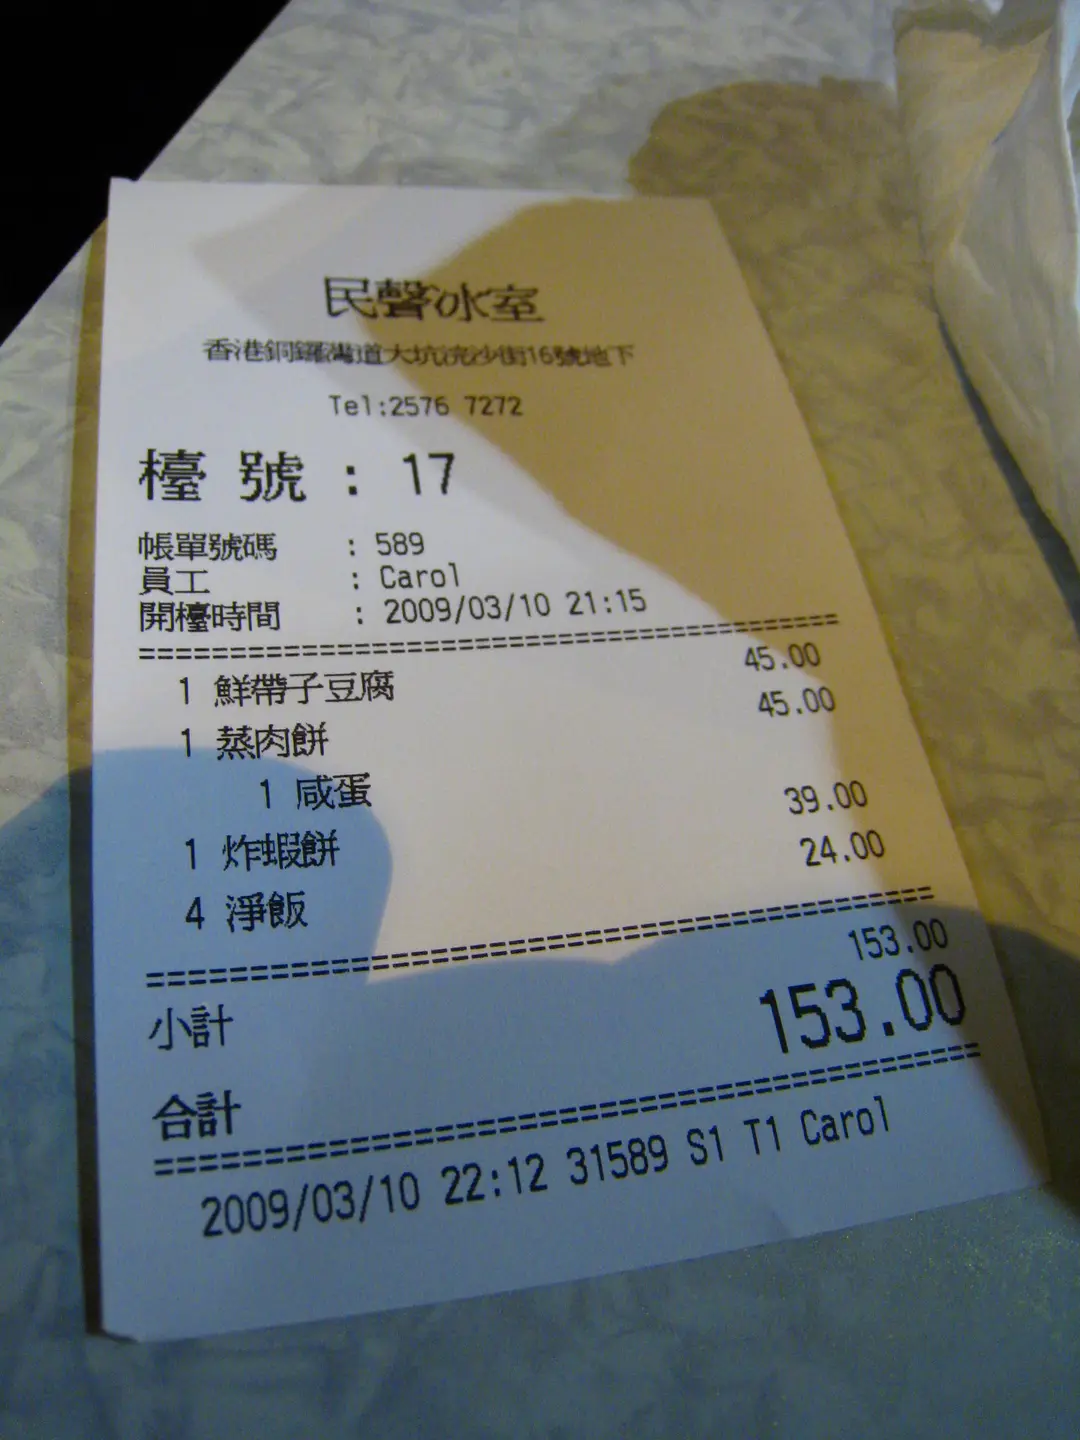 民聲冰室
香港銅鑼灣道大坑浣沙街16號地下
Tel:2576 7272
檯 號 : 17
帳單號碼 : 589
員工 : Carol
開檯時間 : 2009/03/10 21:15
1 鮮帶子豆腐 45.00
1 蒸肉餅 45.00
1 咸蛋
1 炸蝦餅 39.00
4 淨飯 24.00
小計 153.00
合計 153.00
2009/03/10 22:12 31589 S1 T1 Carol